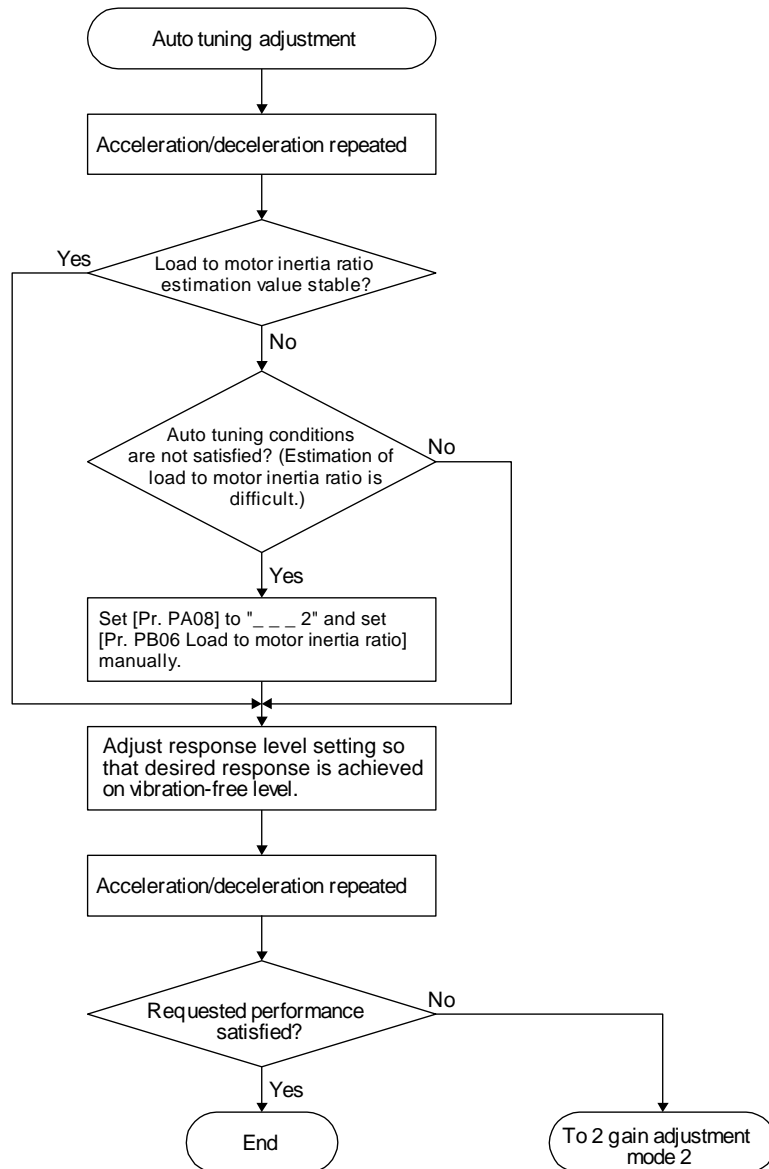 Auto tuning adjustment
Acceleration/deceleration repeated
Yes
Load to motor inertia ratio
estimation value stable?
No
Auto tuning conditions
are not satisfied? (Estimation of
load to motor inertia ratio is
difficult.)
No
Yes
Set [Pr. PA08] to "_ _ _ 2" and set
[Pr. PB06 Load to motor inertia ratio]
manually.
Adjust response level setting so
that desired response is achieved
on vibration-free level.
Acceleration/deceleration repeated
Requested performance
satisfied?
No
Yes
End
To 2 gain adjustment
mode 2